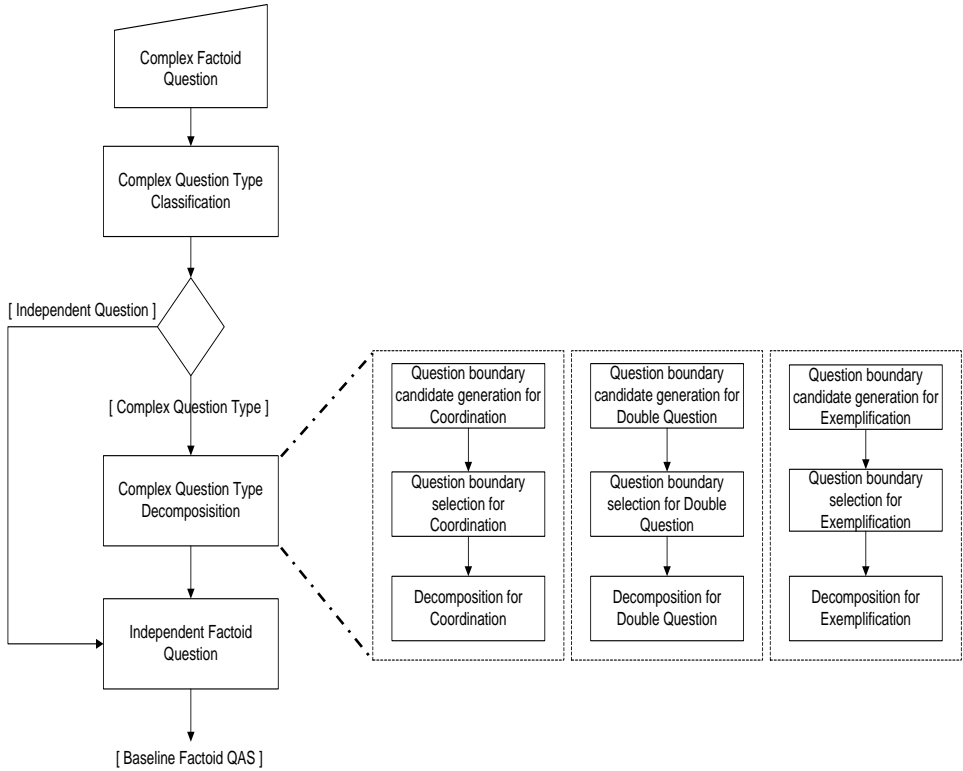 Complex Factoid
Question
Complex Question Type
Classification
[ Independent Question ]
[ Complex Question Type ]
Complex Question Type
Decomposisition
Independent Factoid
Question
[ Baseline Factoid QAS ]
Question boundary
candidate generation for
Coordination
Question boundary
selection for
Coordination
Decomposition for
Coordination
Question boundary
candidate generation for
Double Question
Question boundary
selection for Double
Question
Decomposition for
Double Question
Question boundary
candidate generation for
Exemplification
Question boundary
selection for
Exemplification
Decomposition for
Exemplification